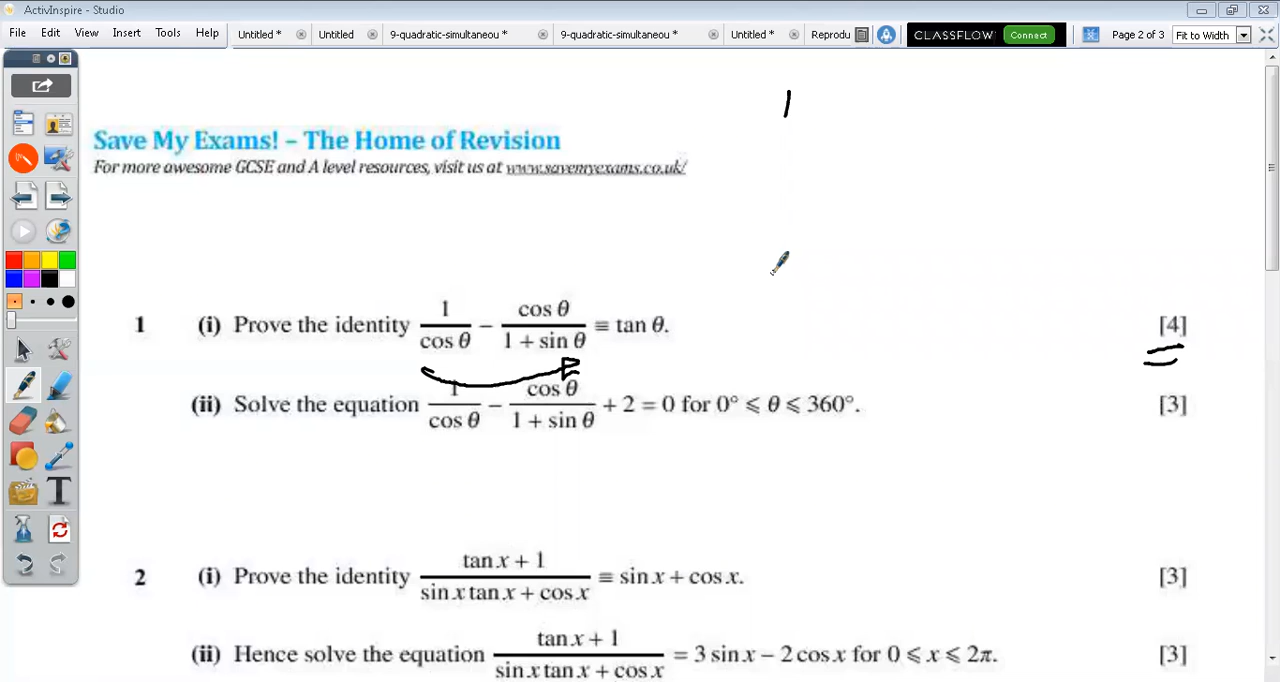 ActivInspire - Studio
File Edit View Insert Tools Help Untitled * Untitled 9-quadratic-simultaneou * 9-quadratic-simultaneou * Untitled * Reprodu CLASSFLOW Connect Page 2 of 3 Fit to Width
1
Save My Exams! – The Home of Revision
For more awesome GCSE and A level resources, visit us at www.savemyexams.co.uk/
1 (i) Prove the identity 1/cos θ − cos θ/(1 + sin θ) ≡ tan θ. [4]
(ii) Solve the equation 1/cos θ − cos θ/(1 + sin θ) + 2 = 0 for 0° ⩽ θ ⩽ 360°. [3]
2 (i) Prove the identity (tan x + 1)/(sin x tan x + cos x) ≡ sin x + cos x. [3]
(ii) Hence solve the equation (tan x + 1)/(sin x tan x + cos x) = 3 sin x − 2 cos x for 0 ⩽ x ⩽ 2π. [3]